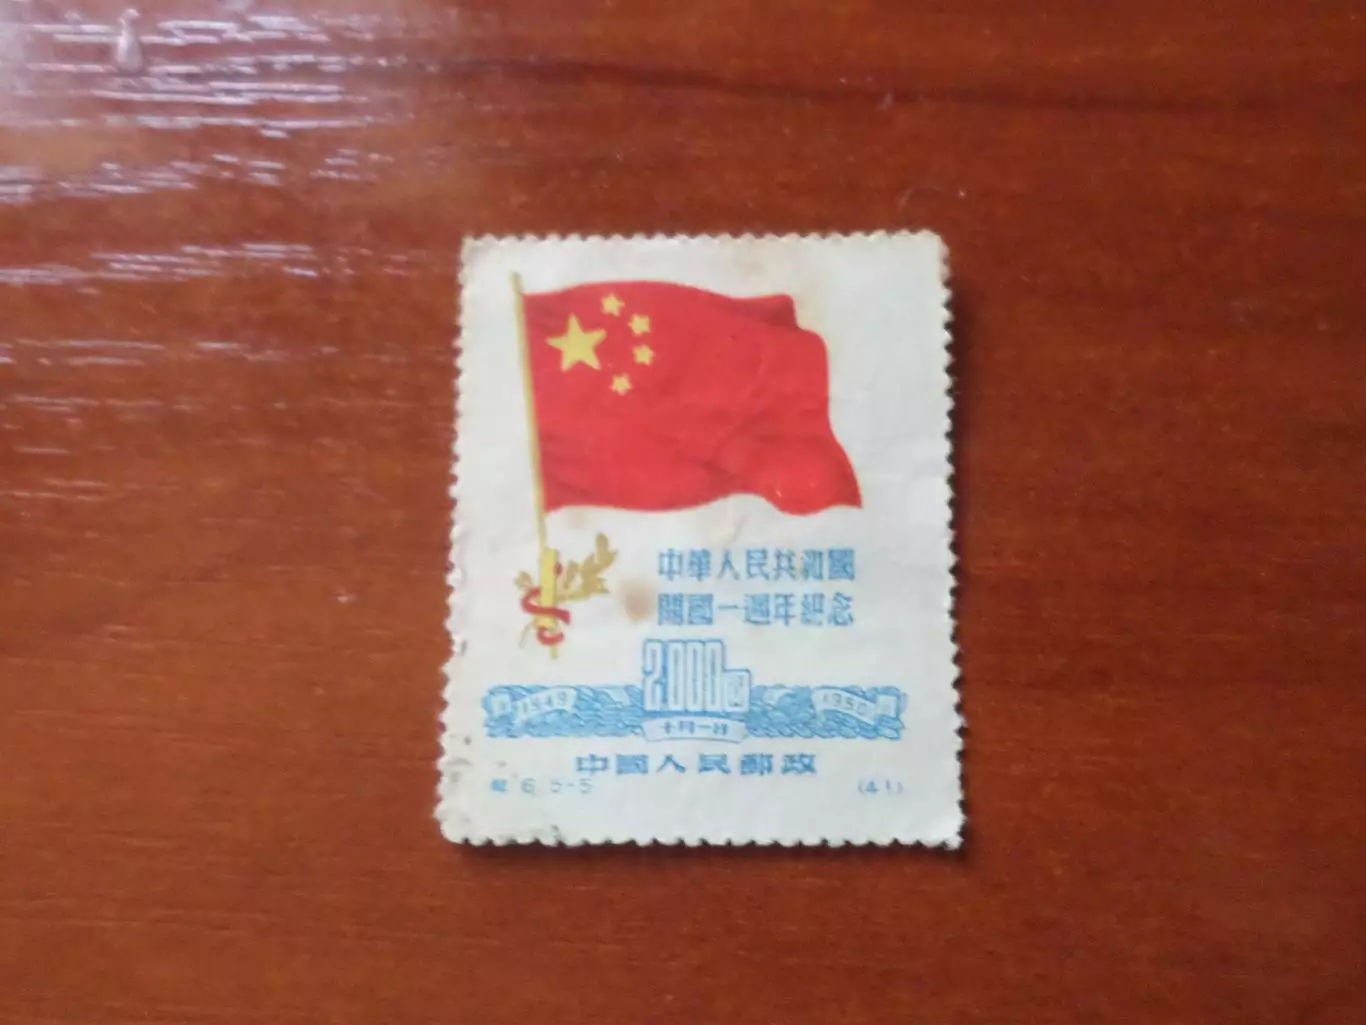 中華人民共和國
開國一週年紀念
2000圓
1949 1950
十月一日
中國人民郵政
紀6.5-5 (41)